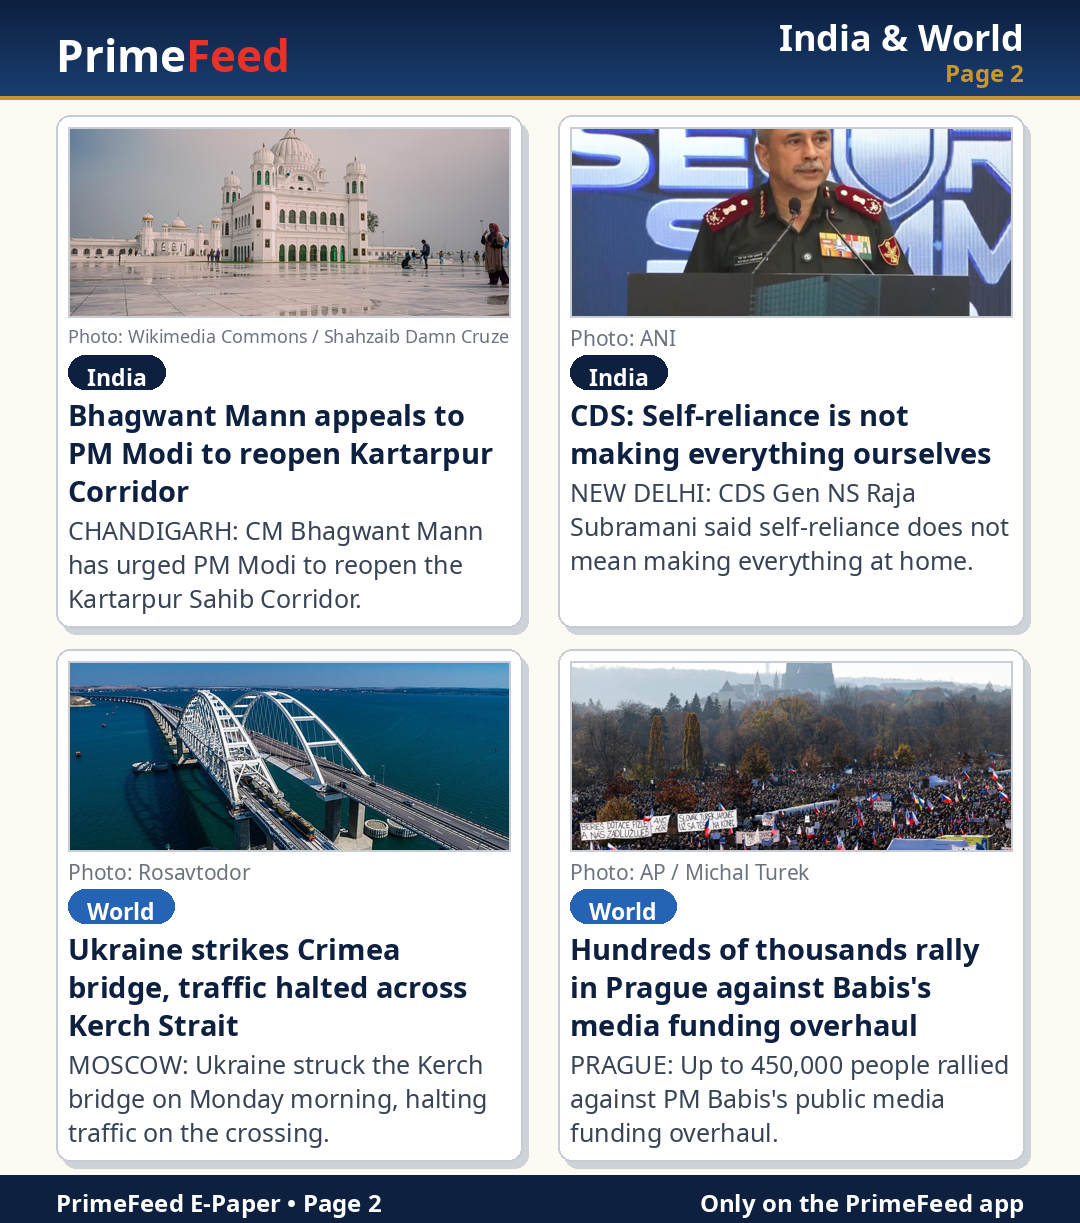 PrimeFeed
India & World
Page 2
Photo: Wikimedia Commons / Shahzaib Damn Cruze
India
Bhagwant Mann appeals to
PM Modi to reopen Kartarpur
Corridor
CHANDIGARH: CM Bhagwant Mann
has urged PM Modi to reopen the
Kartarpur Sahib Corridor.
Photo: ANI
India
CDS: Self-reliance is not
making everything ourselves
NEW DELHI: CDS Gen NS Raja
Subramani said self-reliance does not
mean making everything at home.
Photo: Rosavtodor
World
Ukraine strikes Crimea
bridge, traffic halted across
Kerch Strait
MOSCOW: Ukraine struck the Kerch
bridge on Monday morning, halting
traffic on the crossing.
Photo: AP / Michal Turek
World
Hundreds of thousands rally
in Prague against Babis's
media funding overhaul
PRAGUE: Up to 450,000 people rallied
against PM Babis's public media
funding overhaul.
PrimeFeed E-Paper • Page 2
Only on the PrimeFeed app